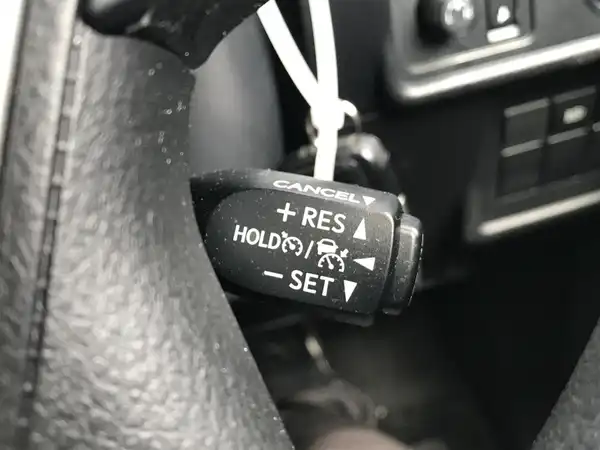 CANCEL
+ RES
HOLD /
− SET